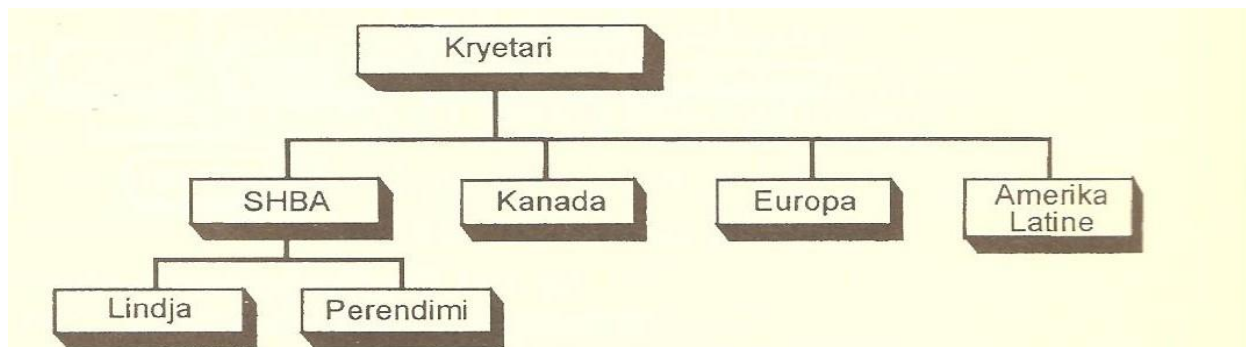 Kryetari
SHBA
Kanada
Europa
Amerika
Latine
Lindja
Perendimi